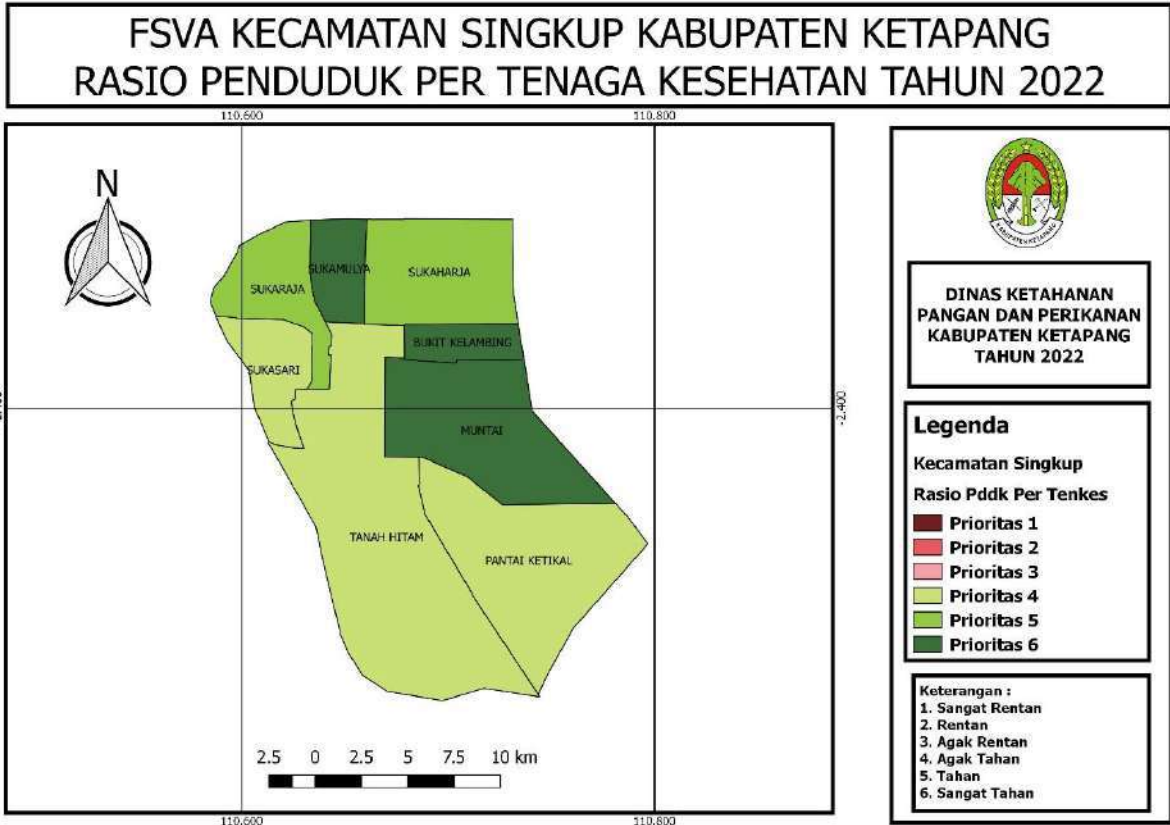 FSVA KECAMATAN SINGKUP KABUPATEN KETAPANG
RASIO PENDUDUK PER TENAGA KESEHATAN TAHUN 2022
110.600
110.800
N
SUKAMULYA
SUKAHARJA
SUKARAJA
BUKIT KELAMBING
SUKASARI
-2.400
MUNTAI
TANAH HITAM
PANTAI KETIKAL
2.5 0 2.5 5 7.5 10 km
110.600
110.800
KABUPATEN KETAPANG
DINAS KETAHANAN
PANGAN DAN PERIKANAN
KABUPATEN KETAPANG
TAHUN 2022
Legenda
Kecamatan Singkup
Rasio Pddk Per Tenkes
Prioritas 1
Prioritas 2
Prioritas 3
Prioritas 4
Prioritas 5
Prioritas 6
Keterangan :
1. Sangat Rentan
2. Rentan
3. Agak Rentan
4. Agak Tahan
5. Tahan
6. Sangat Tahan